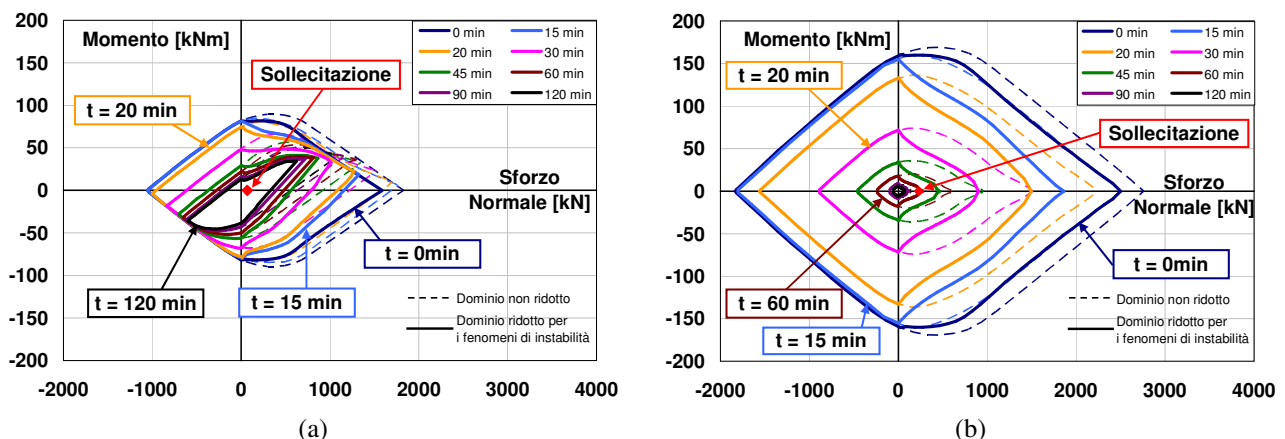 200
150
100
50
0
-50
-100
-150
-200
-2000 -1000 0 1000 2000 3000 4000
Momento [kNm]
0 min 15 min
20 min 30 min
45 min 60 min
90 min 120 min
Sollecitazione
t = 20 min
Sforzo
Normale [kN]
t = 0min
t = 120 min
t = 15 min
Dominio non ridotto
Dominio ridotto per
i fenomeni di instabilità
(a)
200
150
100
50
0
-50
-100
-150
-200
-2000 -1000 0 1000 2000 3000 4000
Momento [kNm]
0 min 15 min
20 min 30 min
45 min 60 min
90 min 120 min
t = 20 min
Sollecitazione
Sforzo
Normale [kN]
t = 0min
t = 60 min
t = 15 min
Dominio non ridotto
Dominio ridotto per
i fenomeni di instabilità
(b)